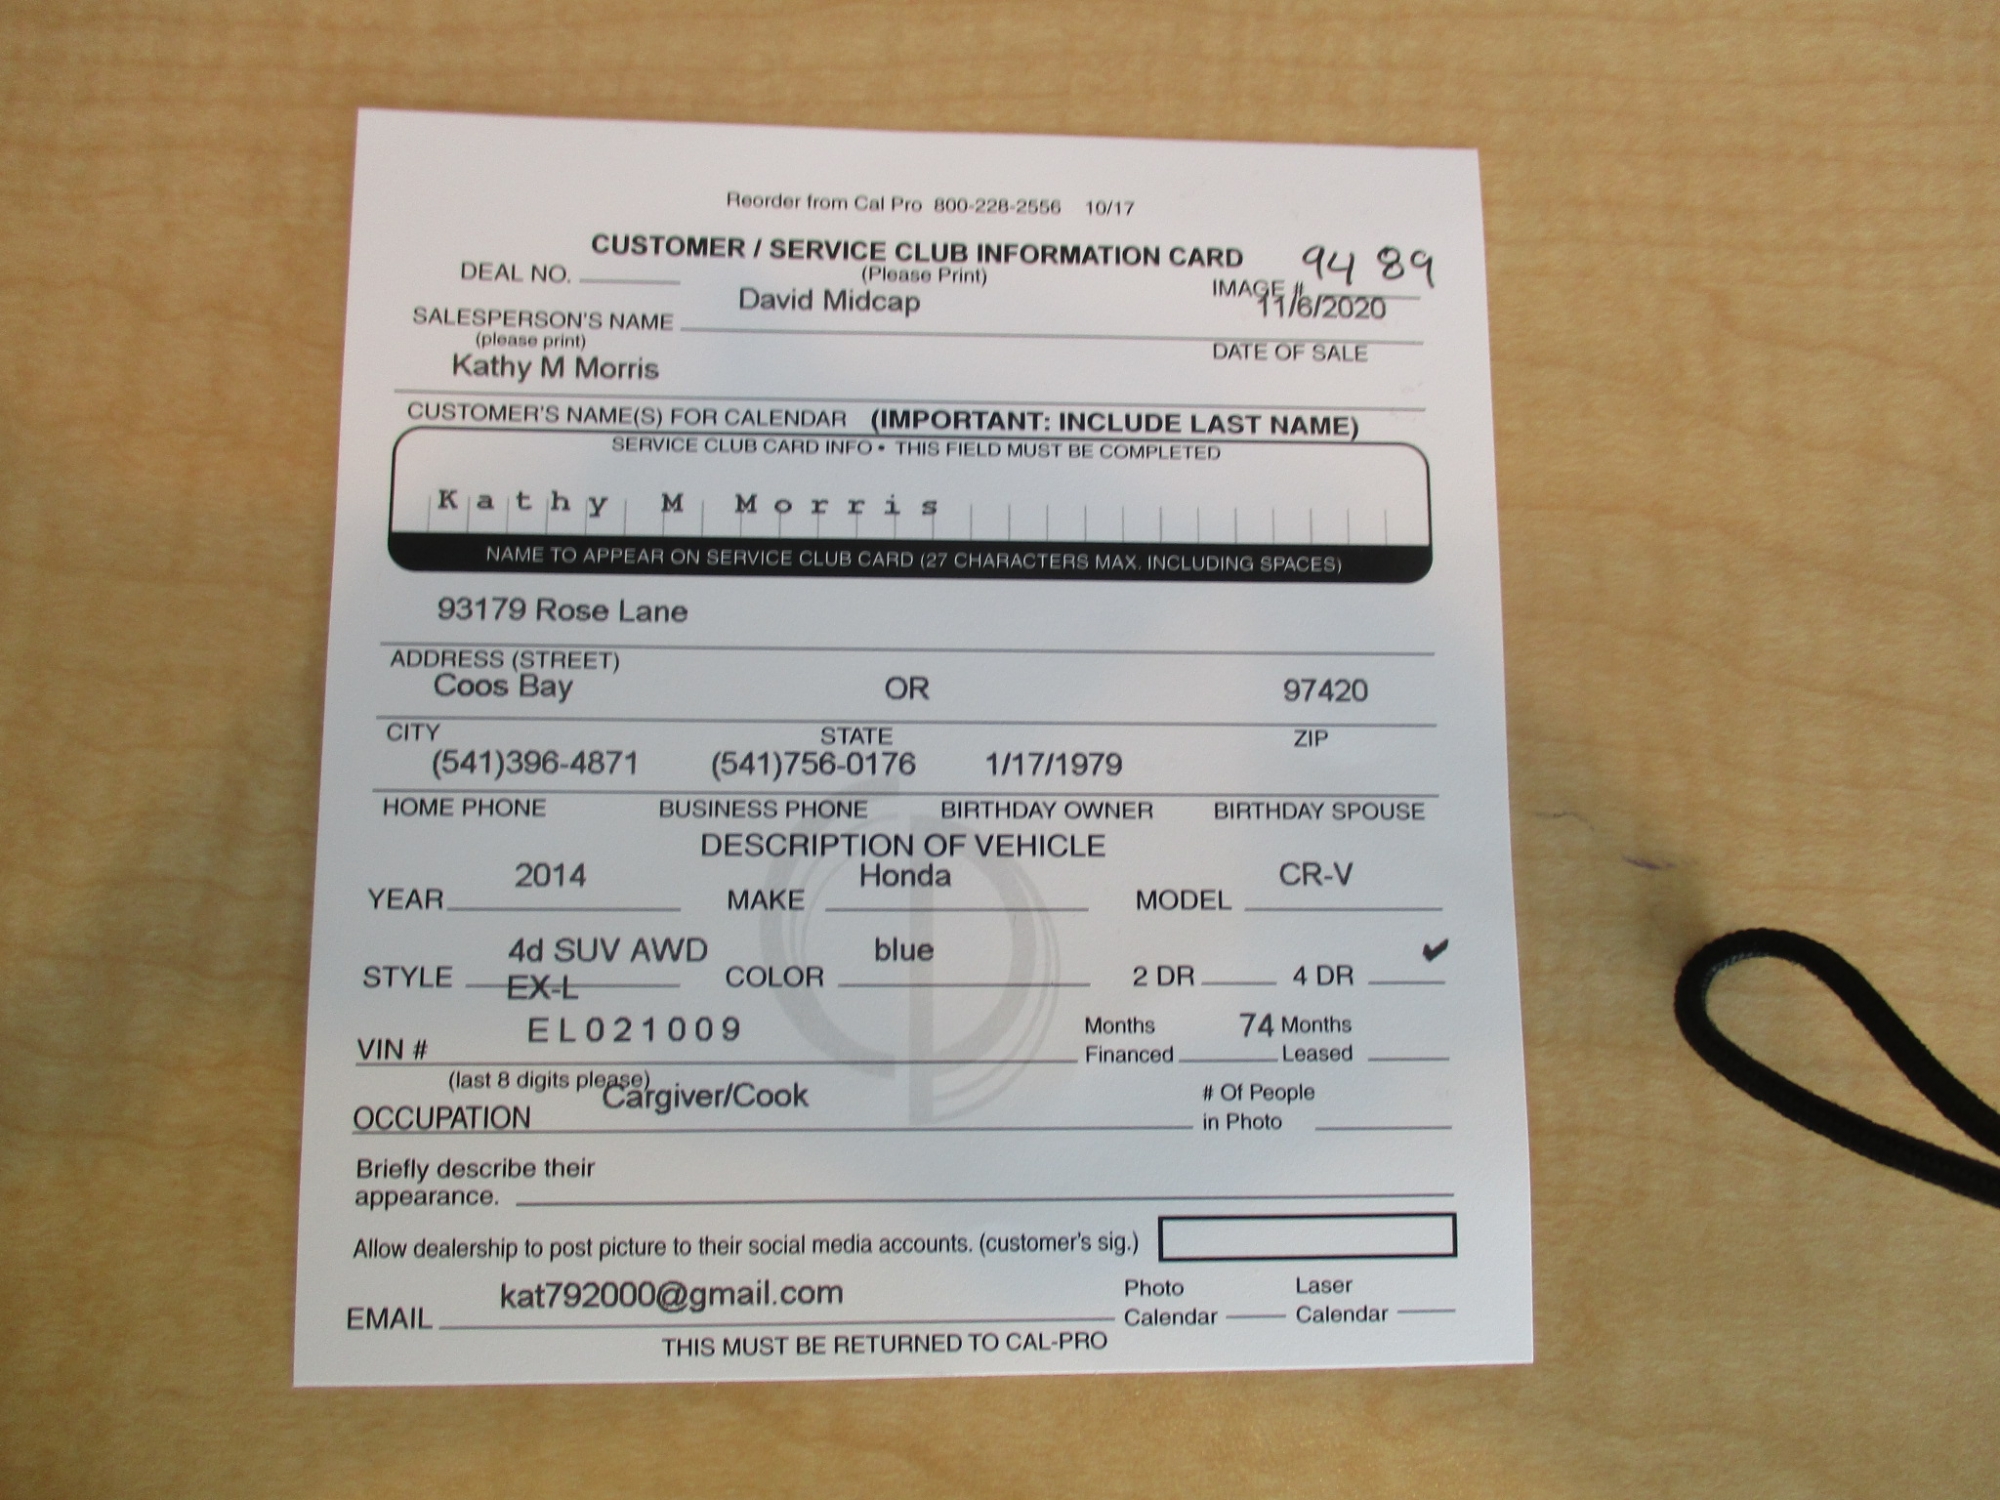 Reorder from Cal Pro 800-228-2556 10/17
CUSTOMER / SERVICE CLUB INFORMATION CARD 94 89
DEAL NO. (Please Print) IMAGE #
David Midcap 11/6/2020
SALESPERSON'S NAME
(please print) DATE OF SALE
Kathy M Morris
CUSTOMER'S NAME(S) FOR CALENDAR (IMPORTANT: INCLUDE LAST NAME)
SERVICE CLUB CARD INFO • THIS FIELD MUST BE COMPLETED
Kathy M Morris
NAME TO APPEAR ON SERVICE CLUB CARD (27 CHARACTERS MAX. INCLUDING SPACES)
93179 Rose Lane
ADDRESS (STREET)
Coos Bay OR 97420
CITY STATE ZIP
(541)396-4871 (541)756-0176 1/17/1979
HOME PHONE BUSINESS PHONE BIRTHDAY OWNER BIRTHDAY SPOUSE
DESCRIPTION OF VEHICLE
2014 Honda CR-V
YEAR MAKE MODEL
4d SUV AWD blue ✔
STYLE EX-L COLOR 2 DR 4 DR
EL021009 Months 74 Months
VIN # Financed Leased
(last 8 digits please)
Cargiver/Cook # Of People
OCCUPATION in Photo
Briefly describe their
appearance.
Allow dealership to post picture to their social media accounts. (customer's sig.)
kat792000@gmail.com Photo Laser
EMAIL Calendar Calendar
THIS MUST BE RETURNED TO CAL-PRO